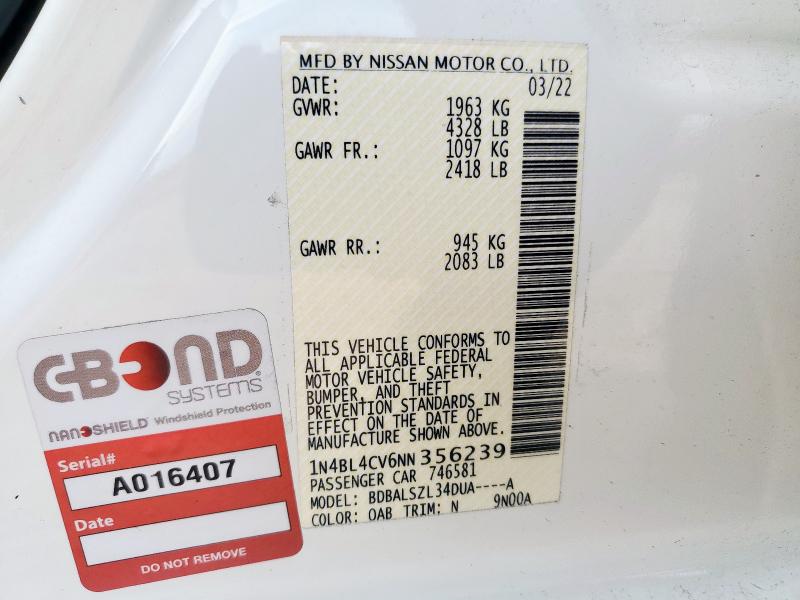 MFD BY NISSAN MOTOR CO., LTD.
DATE: 03/22
GVWR: 1963 KG
4328 LB
GAWR FR.: 1097 KG
2418 LB
GAWR RR.: 945 KG
2083 LB
THIS VEHICLE CONFORMS TO
ALL APPLICABLE FEDERAL
MOTOR VEHICLE SAFETY,
BUMPER, AND THEFT
PREVENTION STANDARDS IN
EFFECT ON THE DATE OF
MANUFACTURE SHOWN ABOVE.
1N4BL4CV6NN356239
PASSENGER CAR 746581
MODEL: BDBALSZL34DUA----A
COLOR: QAB TRIM: N 9N00A
C-BOND
SYSTEMS®
NANOSHIELD™ Windshield Protection
Serial#
A016407
Date
DO NOT REMOVE